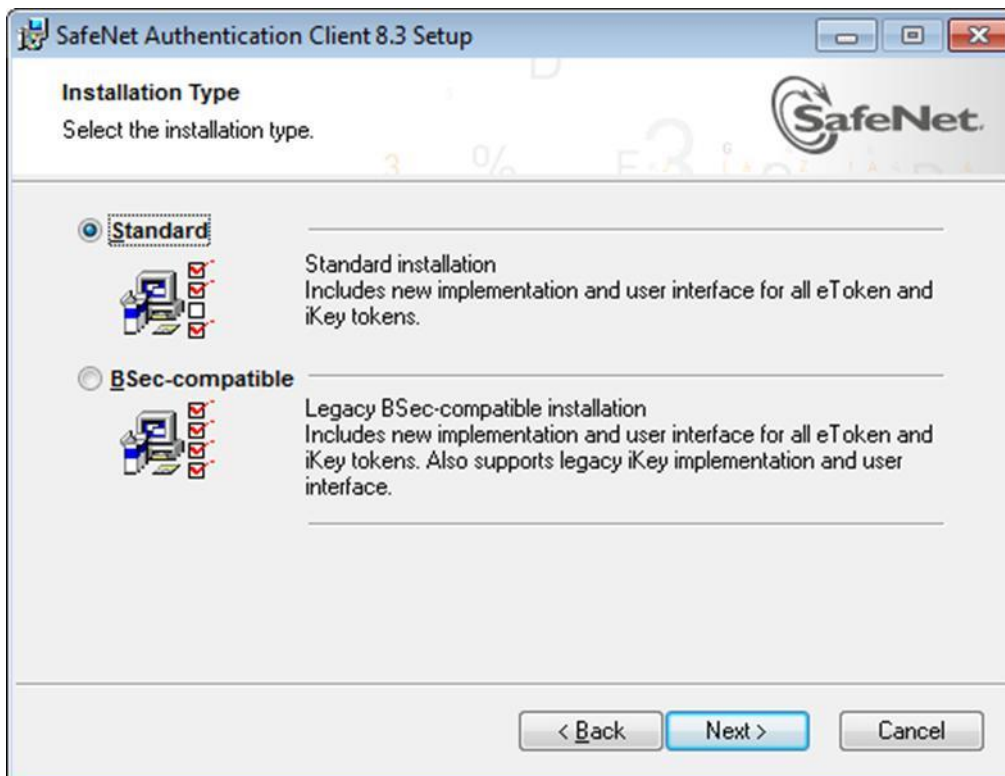 SafeNet Authentication Client 8.3 Setup
Installation Type
Select the installation type.
SafeNet.
Standard
Standard installation
Includes new implementation and user interface for all eToken and
iKey tokens.
BSec-compatible
Legacy BSec-compatible installation
Includes new implementation and user interface for all eToken and
iKey tokens. Also supports legacy iKey implementation and user
interface.
< Back
Next >
Cancel